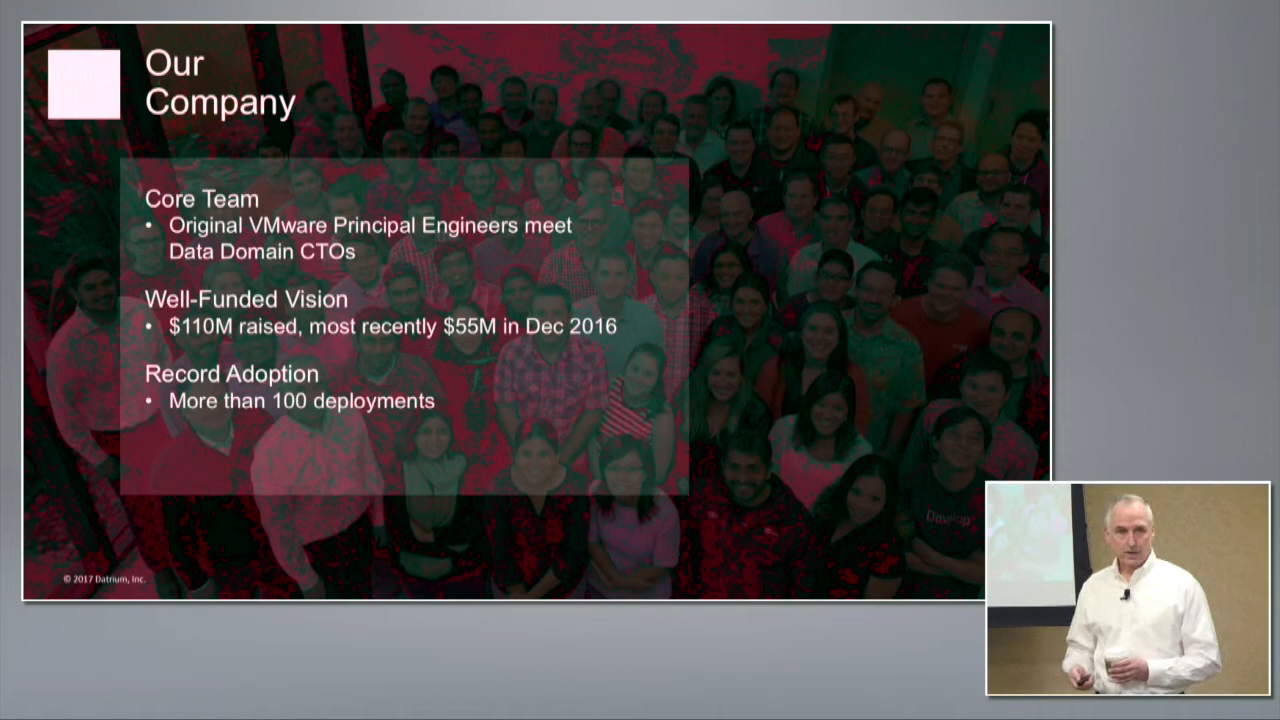 Our
Company
Core Team
• Original VMware Principal Engineers meet
Data Domain CTOs
Well-Funded Vision
• $110M raised, most recently $55M in Dec 2016
Record Adoption
• More than 100 deployments
Develop
© 2017 Datrium, Inc.